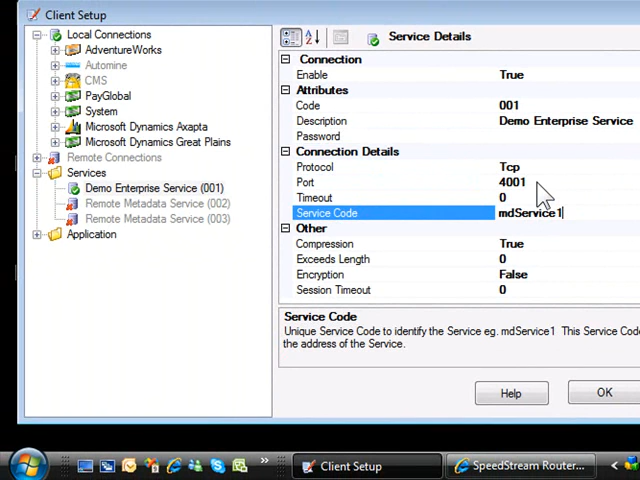 Client Setup
Local Connections
AdventureWorks
Automine
CMS
PayGlobal
System
Microsoft Dynamics Axapta
Microsoft Dynamics Great Plains
Remote Connections
Services
Demo Enterprise Service (001)
Remote Metadata Service (002)
Remote Metadata Service (003)
Application
Service Details
Connection
Enable True
Attributes
Code 001
Description Demo Enterprise Service
Password
Connection Details
Protocol Tcp
Port 4001
Timeout 0
Service Code mdService1
Other
Compression True
Exceeds Length 0
Encryption False
Session Timeout 0
Service Code
Unique Service Code to identify the Service eg. mdService1 This Service Code
the address of the Service.
Help OK
Client Setup SpeedStream Router...